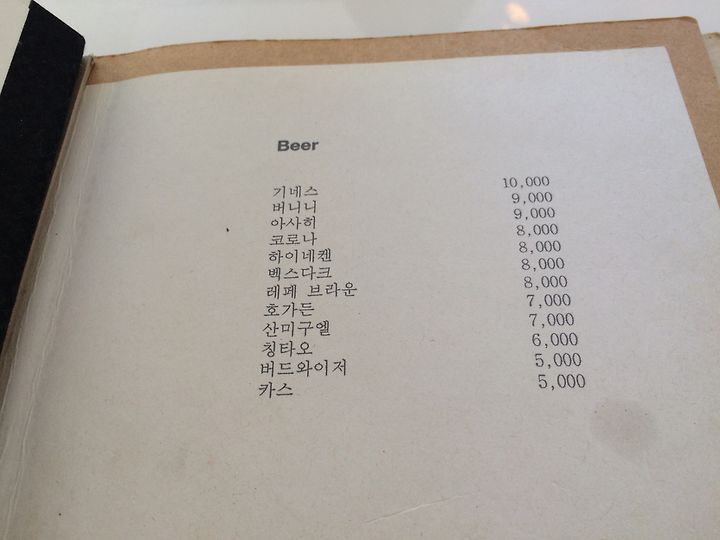 Beer
기네스 10,000
버니니 9,000
아사히 9,000
코로나 8,000
하이네켄 8,000
벡스다크 8,000
레페 브라운 8,000
호가든 7,000
산미구엘 7,000
칭타오 6,000
버드와이저 5,000
카스 5,000